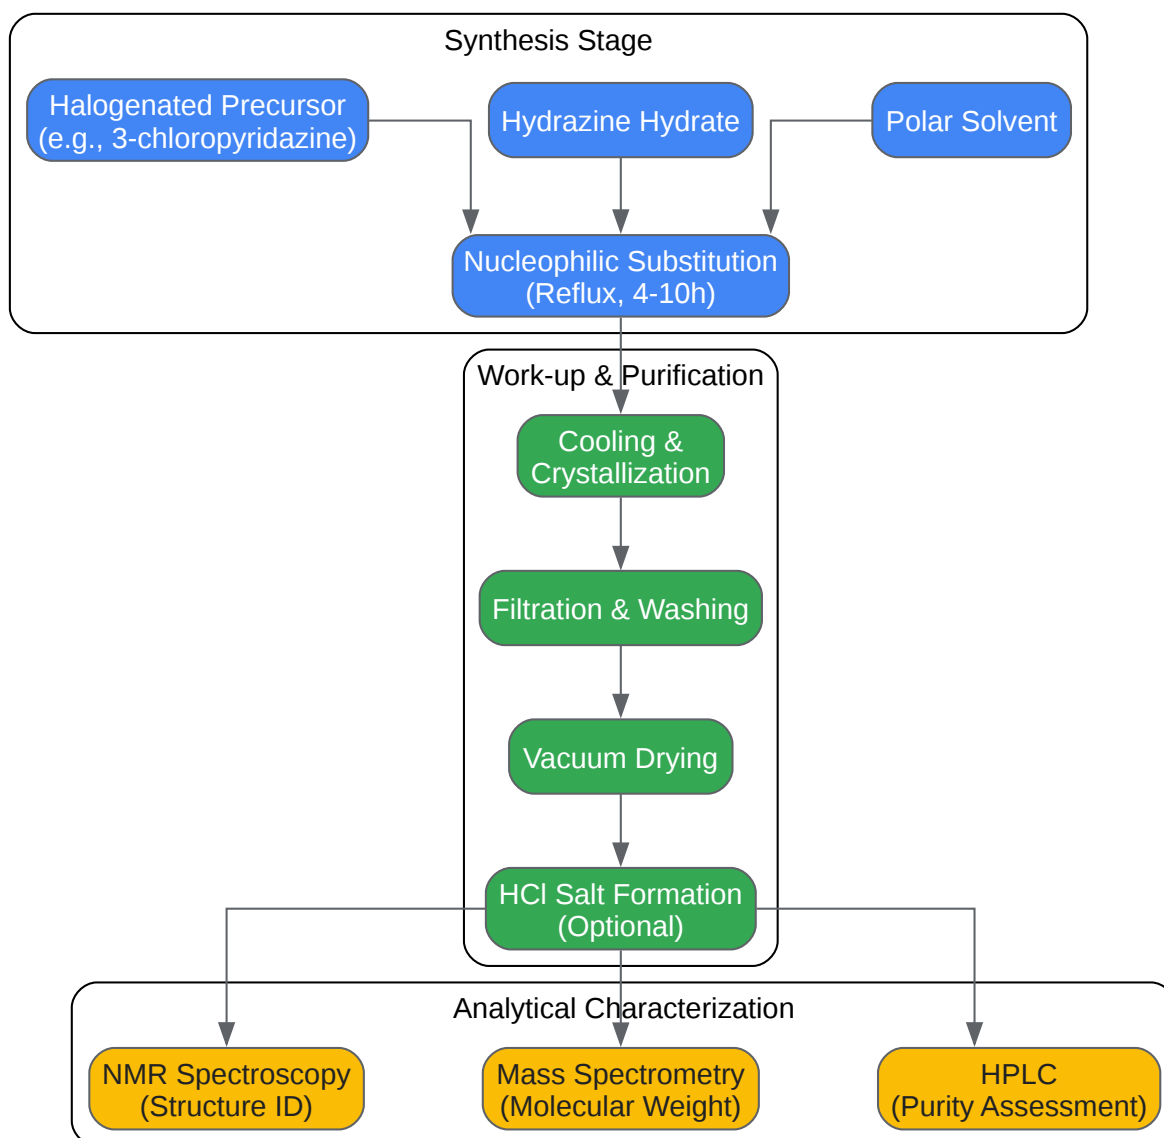 Synthesis Stage
Halogenated Precursor
(e.g., 3-chloropyridazine)
Hydrazine Hydrate
Polar Solvent
Nucleophilic Substitution
(Reflux, 4-10h)
Work-up & Purification
Cooling &
Crystallization
Filtration & Washing
Vacuum Drying
HCl Salt Formation
(Optional)
Analytical Characterization
NMR Spectroscopy
(Structure ID)
Mass Spectrometry
(Molecular Weight)
HPLC
(Purity Assessment)